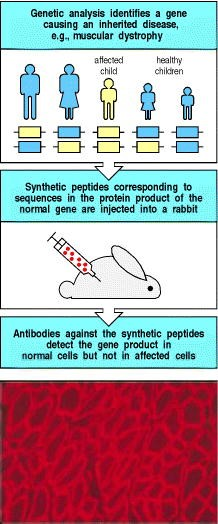 Genetic analysis identifies a gene
causing an inherited disease,
e.g., muscular dystrophy
affected
child
healthy
children
Synthetic peptides corresponding to
sequences in the protein product of the
normal gene are injected into a rabbit
Antibodies against the synthetic peptides
detect the gene product in
normal cells but not in affected cells